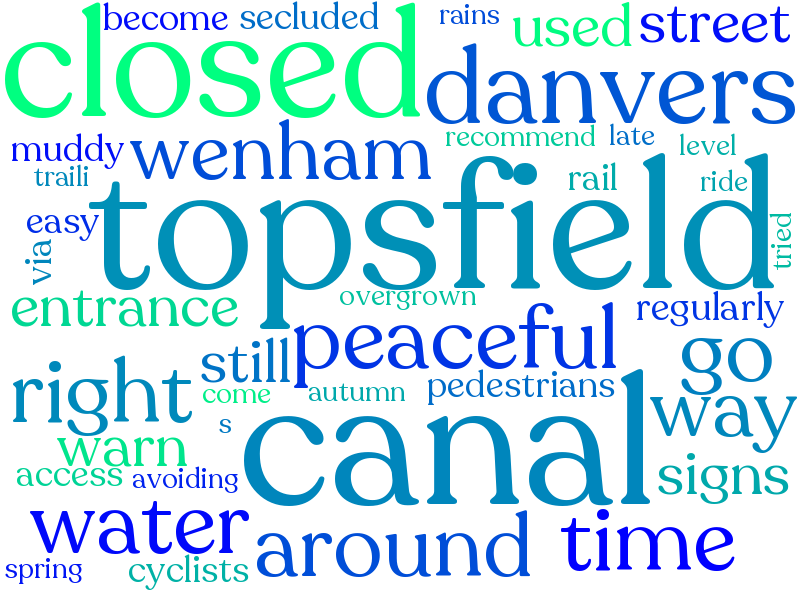 become secluded rains
closed used street
danvers
muddy wenham recommend late level
traili topsfield rail ride
easy
via tried
entrance overgrown regularly
peaceful
still go
right come autumn pedestrians
s canal way
warn
access avoiding signs
water around time
spring cyclists